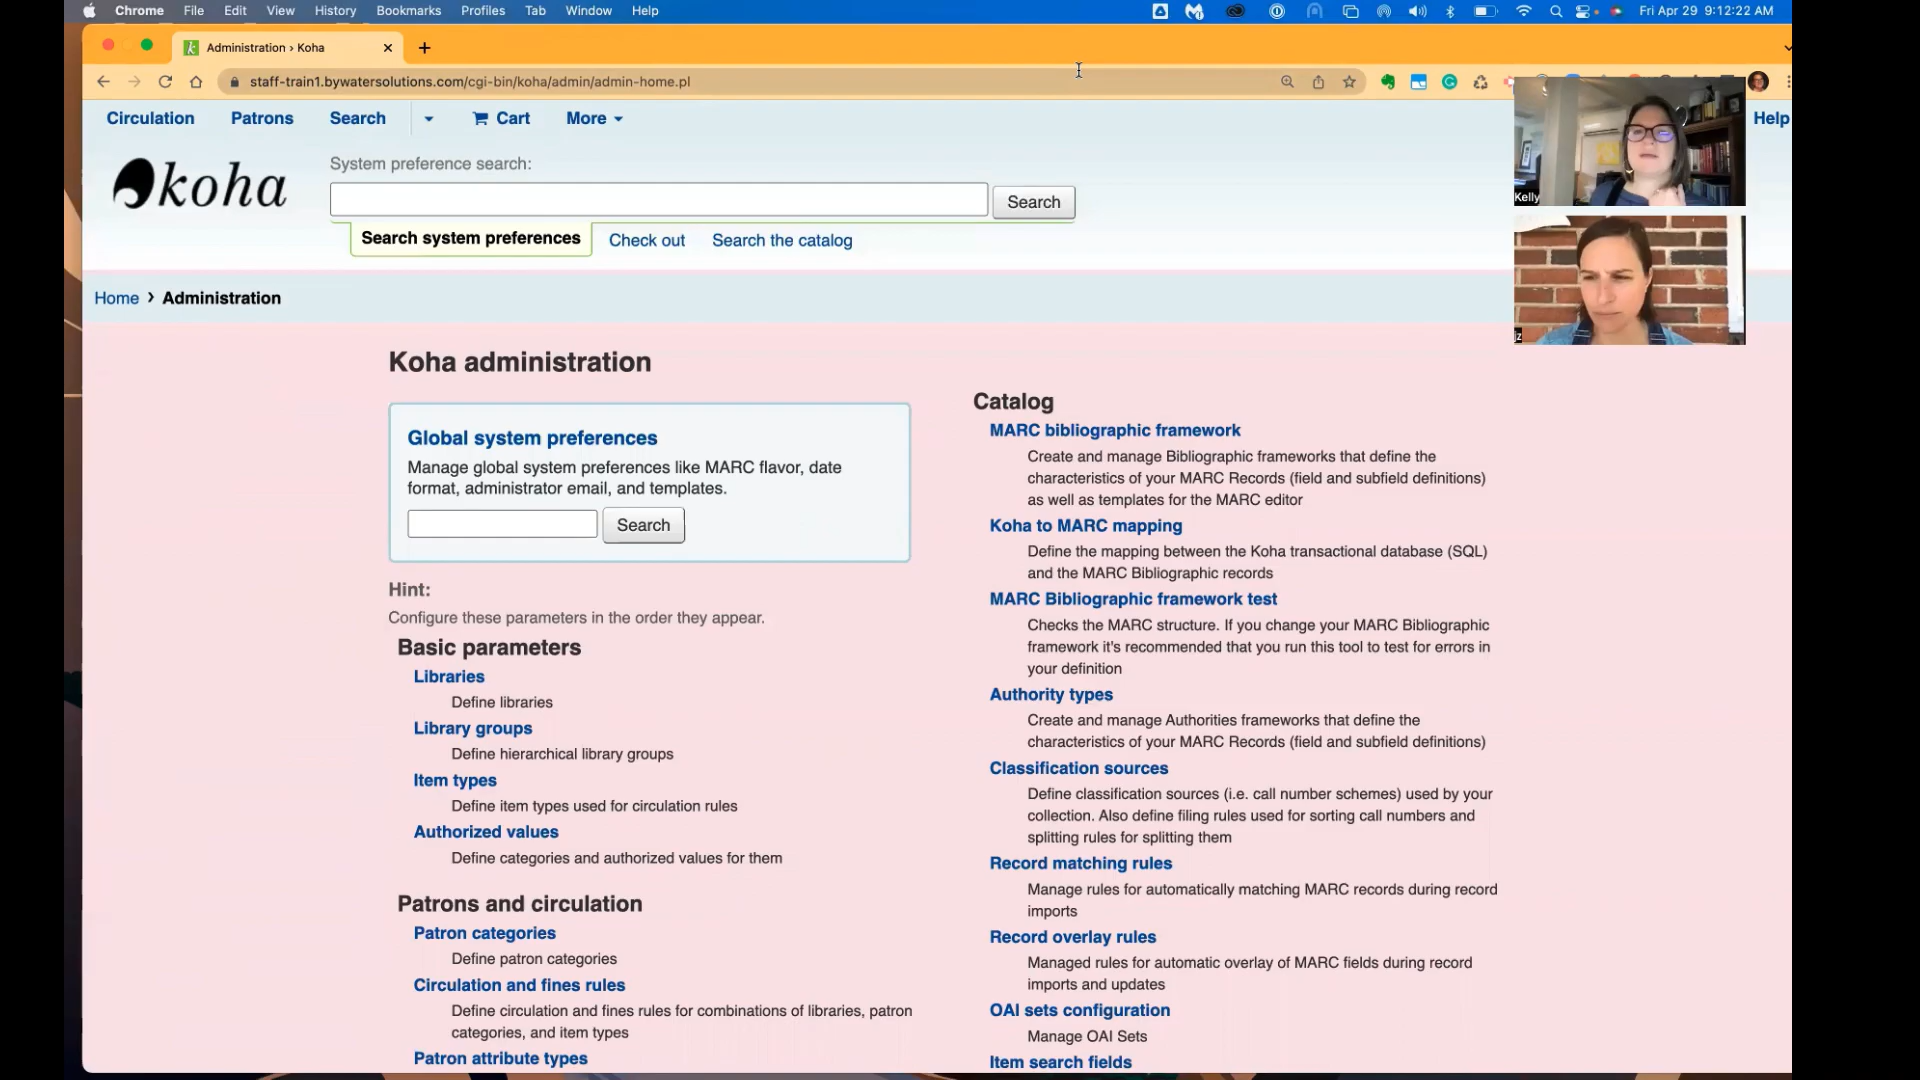 Chrome File Edit View History Bookmarks Profiles Tab Window Help
Fri Apr 29 9:12:22 AM
Administration › Koha
staff-train1.bywatersolutions.com/cgi-bin/koha/admin/admin-home.pl
Circulation Patrons Search Cart More Help
koha
System preference search:
Search
Search system preferences Check out Search the catalog
Kelly
jz
Home › Administration
Koha administration
Global system preferences
Manage global system preferences like MARC flavor, date
format, administrator email, and templates.
Search
Hint:
Configure these parameters in the order they appear.
Basic parameters
Libraries
Define libraries
Library groups
Define hierarchical library groups
Item types
Define item types used for circulation rules
Authorized values
Define categories and authorized values for them
Patrons and circulation
Patron categories
Define patron categories
Circulation and fines rules
Define circulation and fines rules for combinations of libraries, patron
categories, and item types
Patron attribute types
Catalog
MARC bibliographic framework
Create and manage Bibliographic frameworks that define the
characteristics of your MARC Records (field and subfield definitions)
as well as templates for the MARC editor
Koha to MARC mapping
Define the mapping between the Koha transactional database (SQL)
and the MARC Bibliographic records
MARC Bibliographic framework test
Checks the MARC structure. If you change your MARC Bibliographic
framework it's recommended that you run this tool to test for errors in
your definition
Authority types
Create and manage Authorities frameworks that define the
characteristics of your MARC Records (field and subfield definitions)
Classification sources
Define classification sources (i.e. call number schemes) used by your
collection. Also define filing rules used for sorting call numbers and
splitting rules for splitting them
Record matching rules
Manage rules for automatically matching MARC records during record
imports
Record overlay rules
Managed rules for automatic overlay of MARC fields during record
imports and updates
OAI sets configuration
Manage OAI Sets
Item search fields